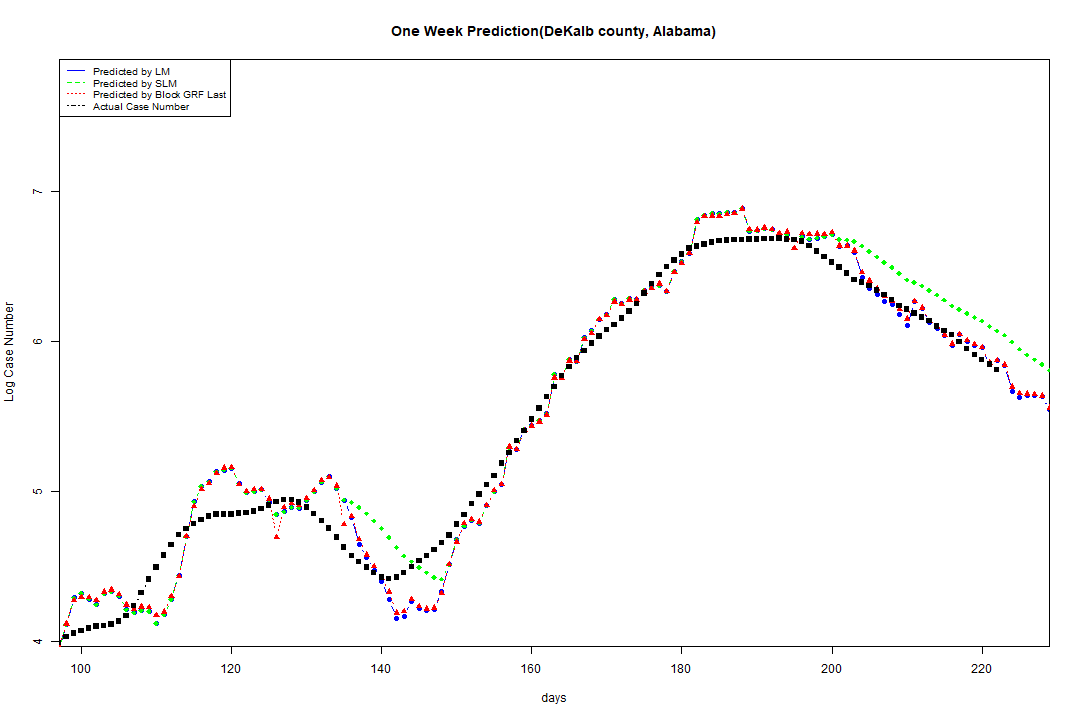 One Week Prediction(DeKalb county, Alabama)
Predicted by LM
Predicted by SLM
Predicted by Block GRF Last
Actual Case Number
7
6
5
4
Log Case Number
100 120 140 160 180 200 220
days